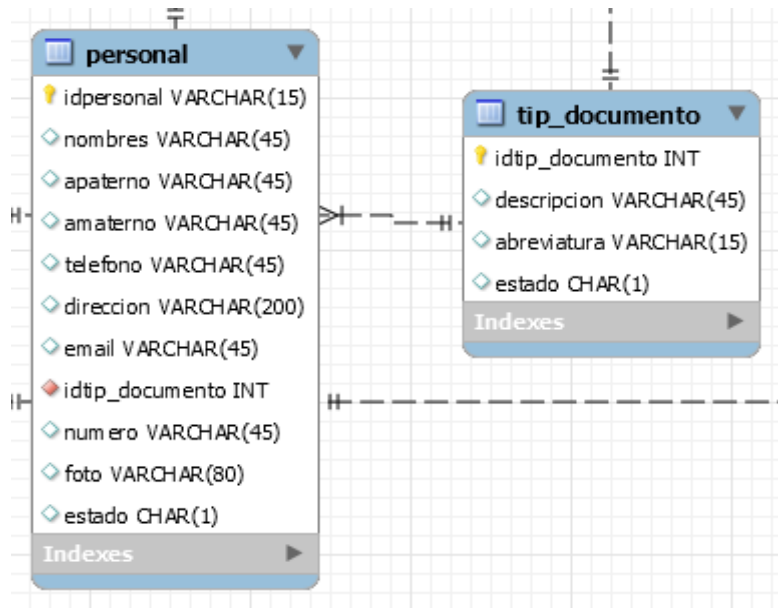 personal
idpersonal VARCHAR(15)
nombres VARCHAR(45)
apaterno VARCHAR(45)
amaterno VARCHAR(45)
telefono VARCHAR(45)
direccion VARCHAR(200)
email VARCHAR(45)
idtip_documento INT
numero VARCHAR(45)
foto VARCHAR(80)
estado CHAR(1)
Indexes
tip_documento
idtip_documento INT
descripcion VARCHAR(45)
abreviatura VARCHAR(15)
estado CHAR(1)
Indexes